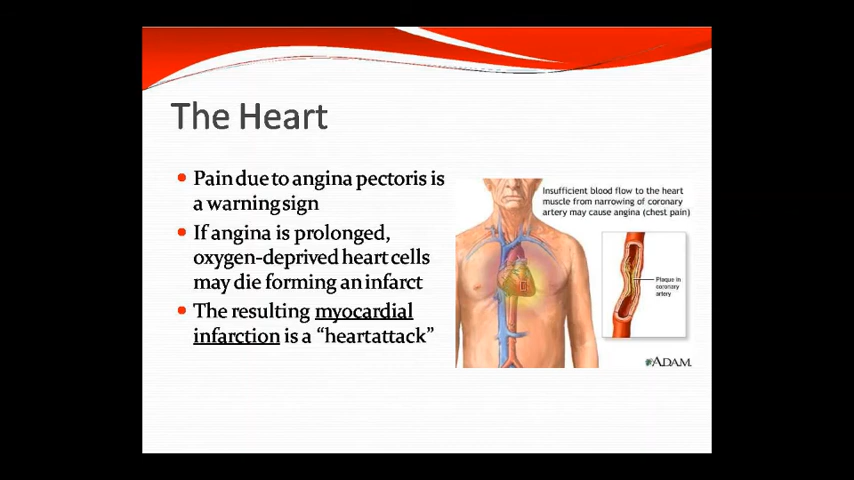 The Heart
Pain due to angina pectoris is
a warning sign
If angina is prolonged,
oxygen-deprived heart cells
may die forming an infarct
The resulting myocardial
infarction is a “heart attack”
Insufficient blood flow to the heart
muscle from narrowing of coronary
artery may cause angina (chest pain)
Plaque in
coronary
artery
ADAM.